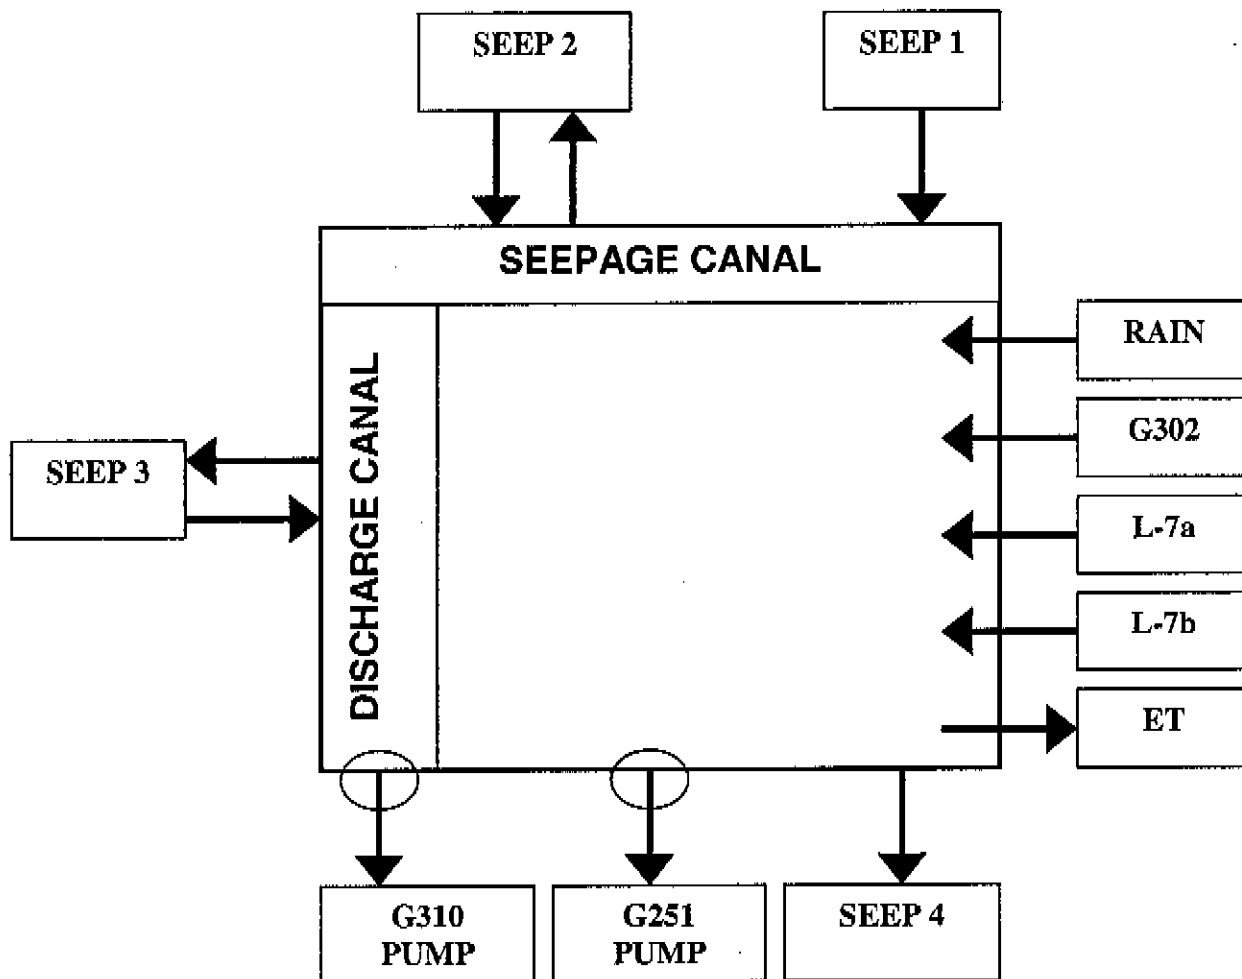 SEEP 2
SEEP 1
SEEPAGE CANAL
RAIN
G302
DISCHARGE CANAL
SEEP 3
L-7a
L-7b
ET
G310
PUMP
G251
PUMP
SEEP 4